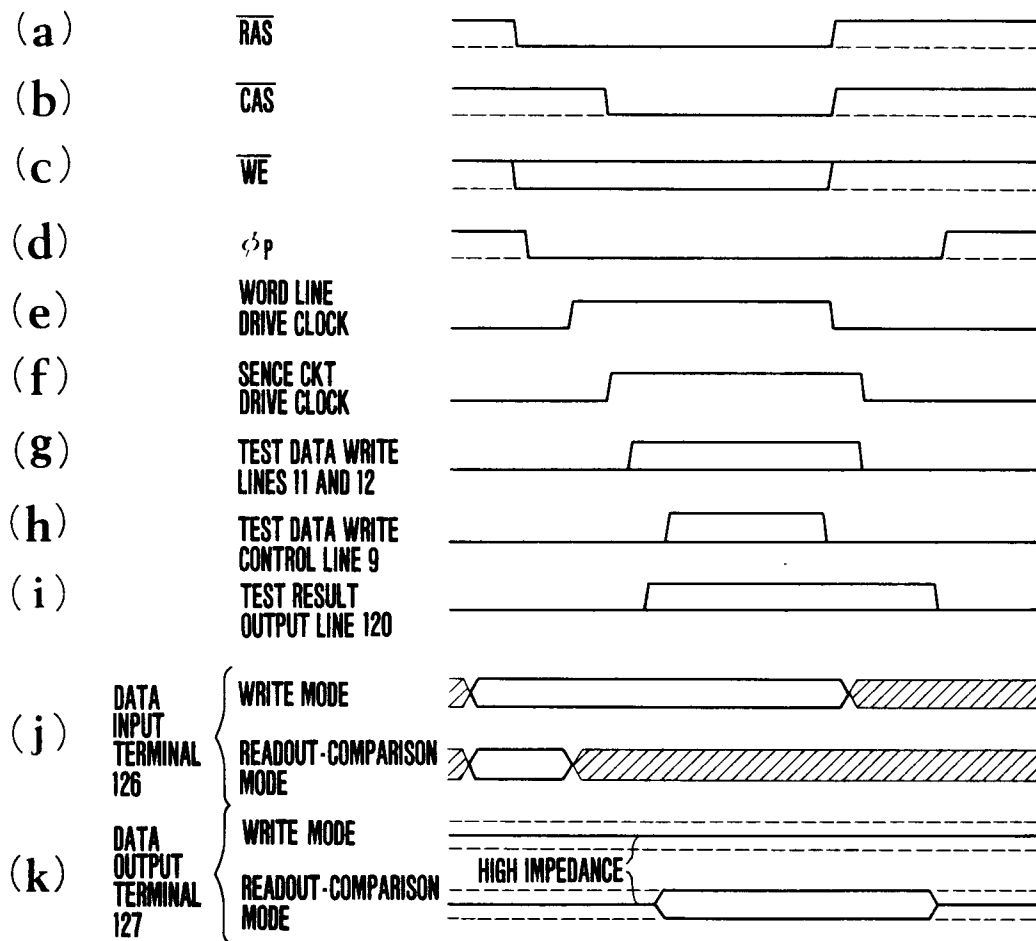 (a) RAS
(b) CAS
(c) WE
(d) φp
(e) WORD LINE
DRIVE CLOCK
(f) SENCE CKT
DRIVE CLOCK
(g) TEST DATA WRITE
LINES 11 AND 12
(h) TEST DATA WRITE
CONTROL LINE 9
(i) TEST RESULT
OUTPUT LINE 120
(j) DATA
INPUT
TERMINAL
126
WRITE MODE
READOUT-COMPARISON
MODE
(k) DATA
OUTPUT
TERMINAL
127
WRITE MODE
HIGH IMPEDANCE
READOUT-COMPARISON
MODE